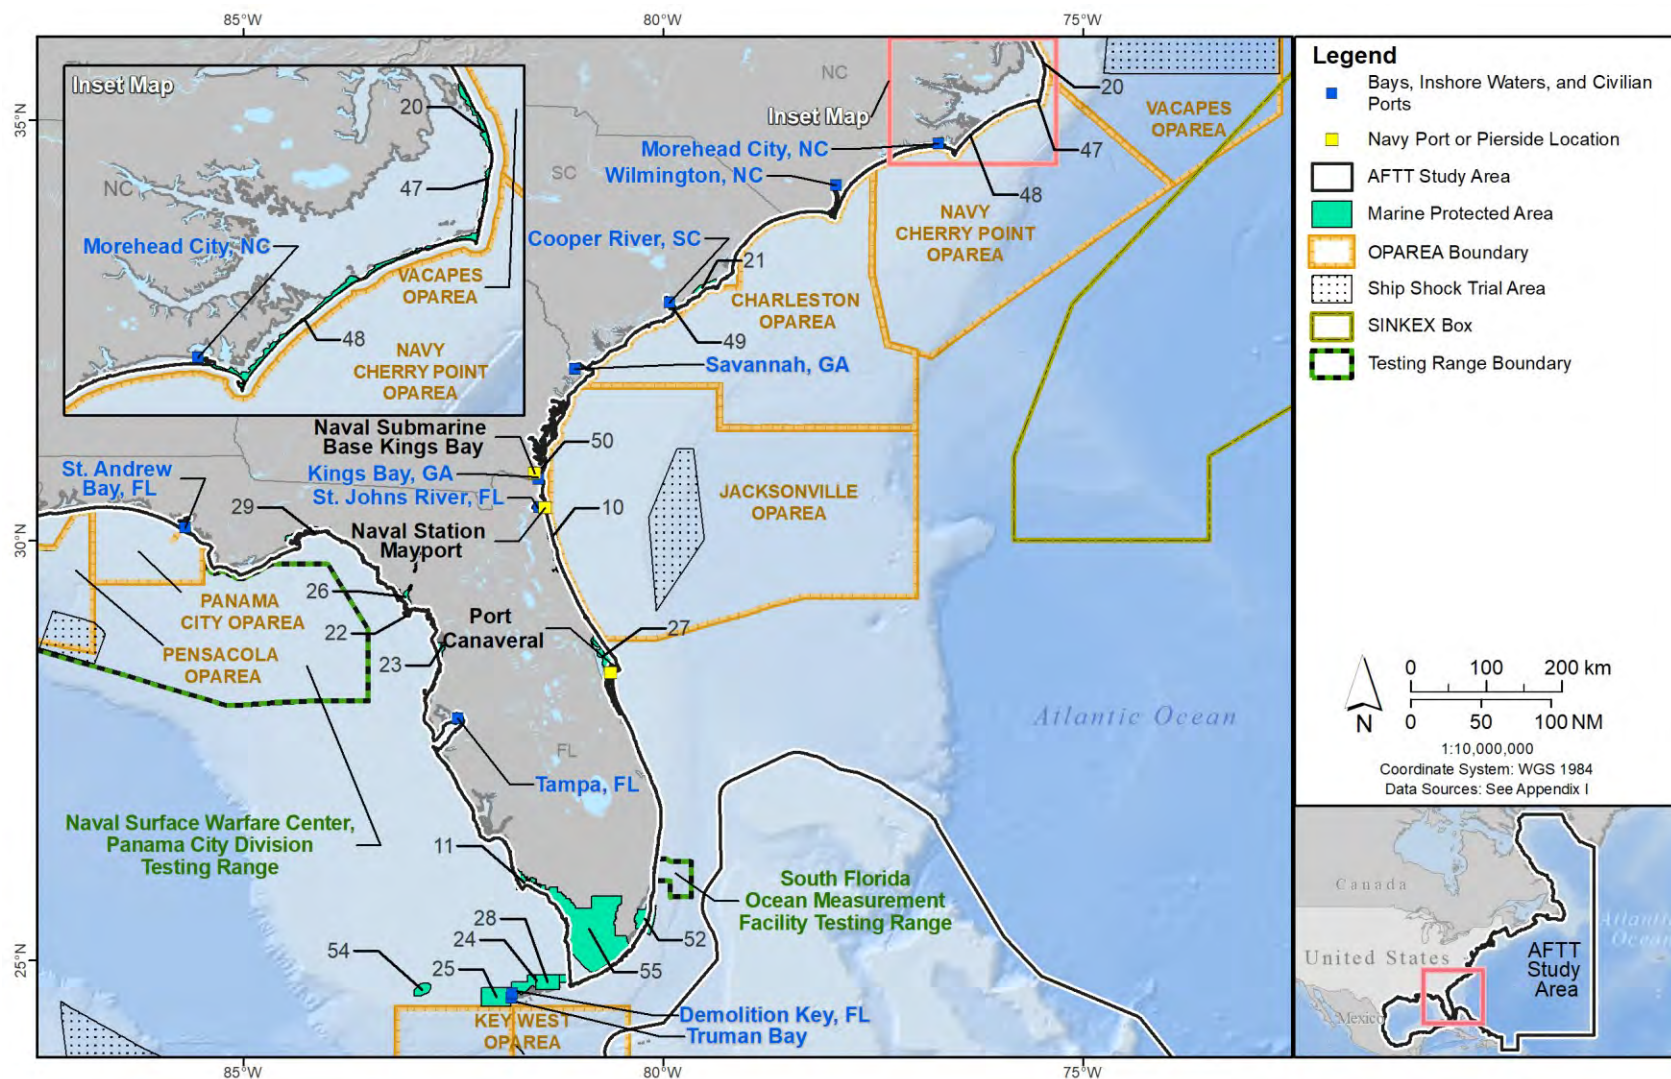 85°W
80°W
75°W
35°N
30°N
25°N
85°W
80°W
75°W
Inset Map
20
NC
47
Morehead City, NC
VACAPES
OPAREA
48
NAVY
CHERRY POINT
OPAREA
NC
Inset Map
20
VACAPES
OPAREA
Morehead City, NC
47
SC
Wilmington, NC
48
NAVY
CHERRY POINT
OPAREA
Cooper River, SC
21
CHARLESTON
OPAREA
49
Savannah, GA
Naval Submarine
Base Kings Bay
50
St. Andrew
Bay, FL
Kings Bay, GA
St. Johns River, FL
JACKSONVILLE
OPAREA
29
10
Naval Station
Mayport
26
PANAMA
CITY OPAREA
22
Port
Canaveral
27
PENSACOLA
OPAREA
23
Atlantic Ocean
FL
Tampa, FL
Naval Surface Warfare Center,
Panama City Division
Testing Range
11
South Florida
Ocean Measurement
Facility Testing Range
28
24
52
54
25
55
Demolition Key, FL
KEY WEST
OPAREA
Truman Bay
Legend
Bays, Inshore Waters, and Civilian
Ports
Navy Port or Pierside Location
AFTT Study Area
Marine Protected Area
OPAREA Boundary
Ship Shock Trial Area
SINKEX Box
Testing Range Boundary
N
0 100 200 km
0 50 100 NM
1:10,000,000
Coordinate System: WGS 1984
Data Sources: See Appendix I
Canada
United States
Atlantic
Ocean
AFTT
Study
Area
Mexico